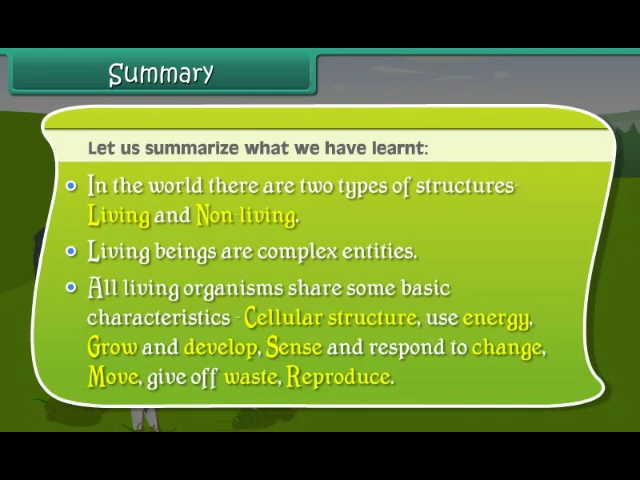 Summary
Let us summarize what we have learnt:
In the world there are two types of structures-
Living and Non-living.
Living beings are complex entities.
All living organisms share some basic
characteristics - Cellular structure, use energy,
Grow and develop, Sense and respond to change,
Move, give off waste, Reproduce.